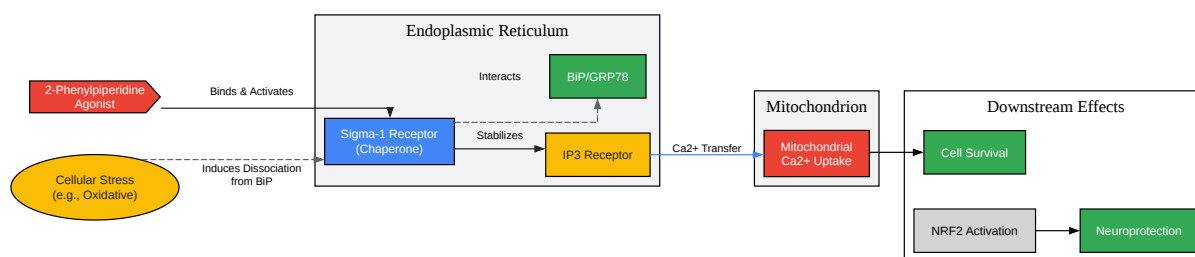 Endoplasmic Reticulum
2-Phenylpiperidine
Agonist
Binds & Activates
Interacts
BiP/GRP78
Sigma-1 Receptor
(Chaperone)
Stabilizes
IP3 Receptor
Ca2+ Transfer
Cellular Stress
(e.g., Oxidative)
Induces Dissociation
from BiP
Mitochondrion
Mitochondrial
Ca2+ Uptake
Downstream Effects
Cell Survival
NRF2 Activation
Neuroprotection